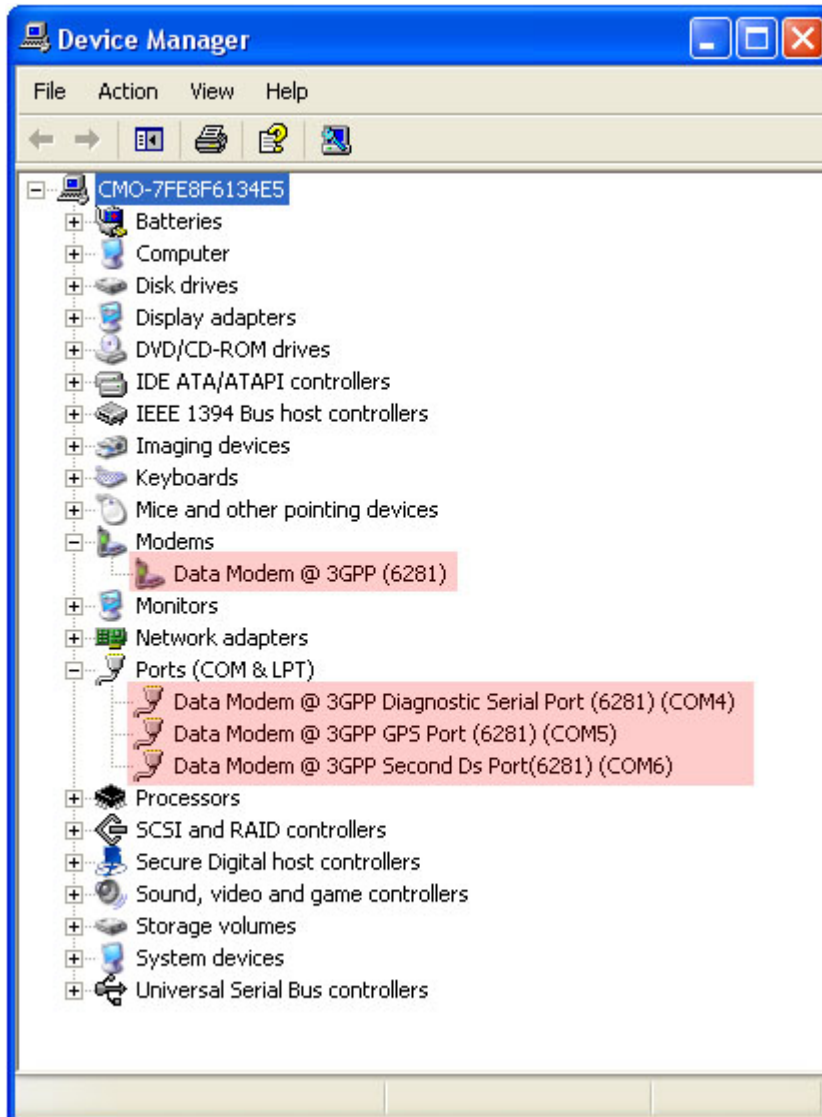 Device Manager
File Action View Help
CMO-7FE8F6134E5
Batteries
Computer
Disk drives
Display adapters
DVD/CD-ROM drives
IDE ATA/ATAPI controllers
IEEE 1394 Bus host controllers
Imaging devices
Keyboards
Mice and other pointing devices
Modems
Data Modem @ 3GPP (6281)
Monitors
Network adapters
Ports (COM & LPT)
Data Modem @ 3GPP Diagnostic Serial Port (6281) (COM4)
Data Modem @ 3GPP GPS Port (6281) (COM5)
Data Modem @ 3GPP Second Ds Port(6281) (COM6)
Processors
SCSI and RAID controllers
Secure Digital host controllers
Sound, video and game controllers
Storage volumes
System devices
Universal Serial Bus controllers